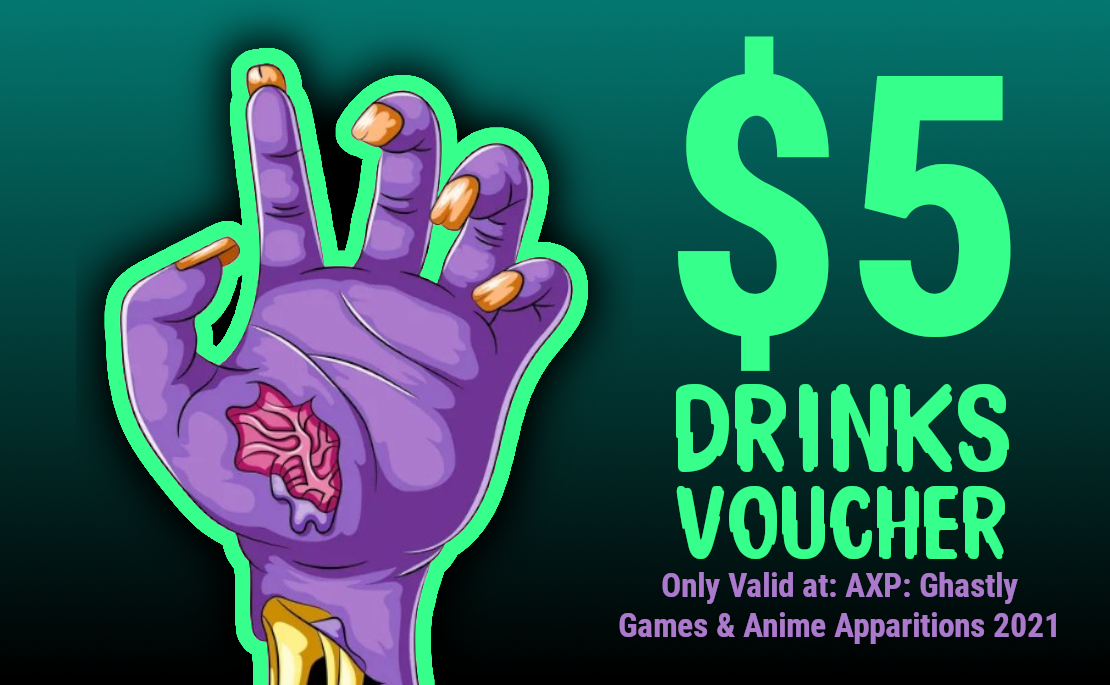 $5
DRINKS
VOUCHER
Only Valid at: AXP: Ghastly
Games & Anime Apparitions 2021